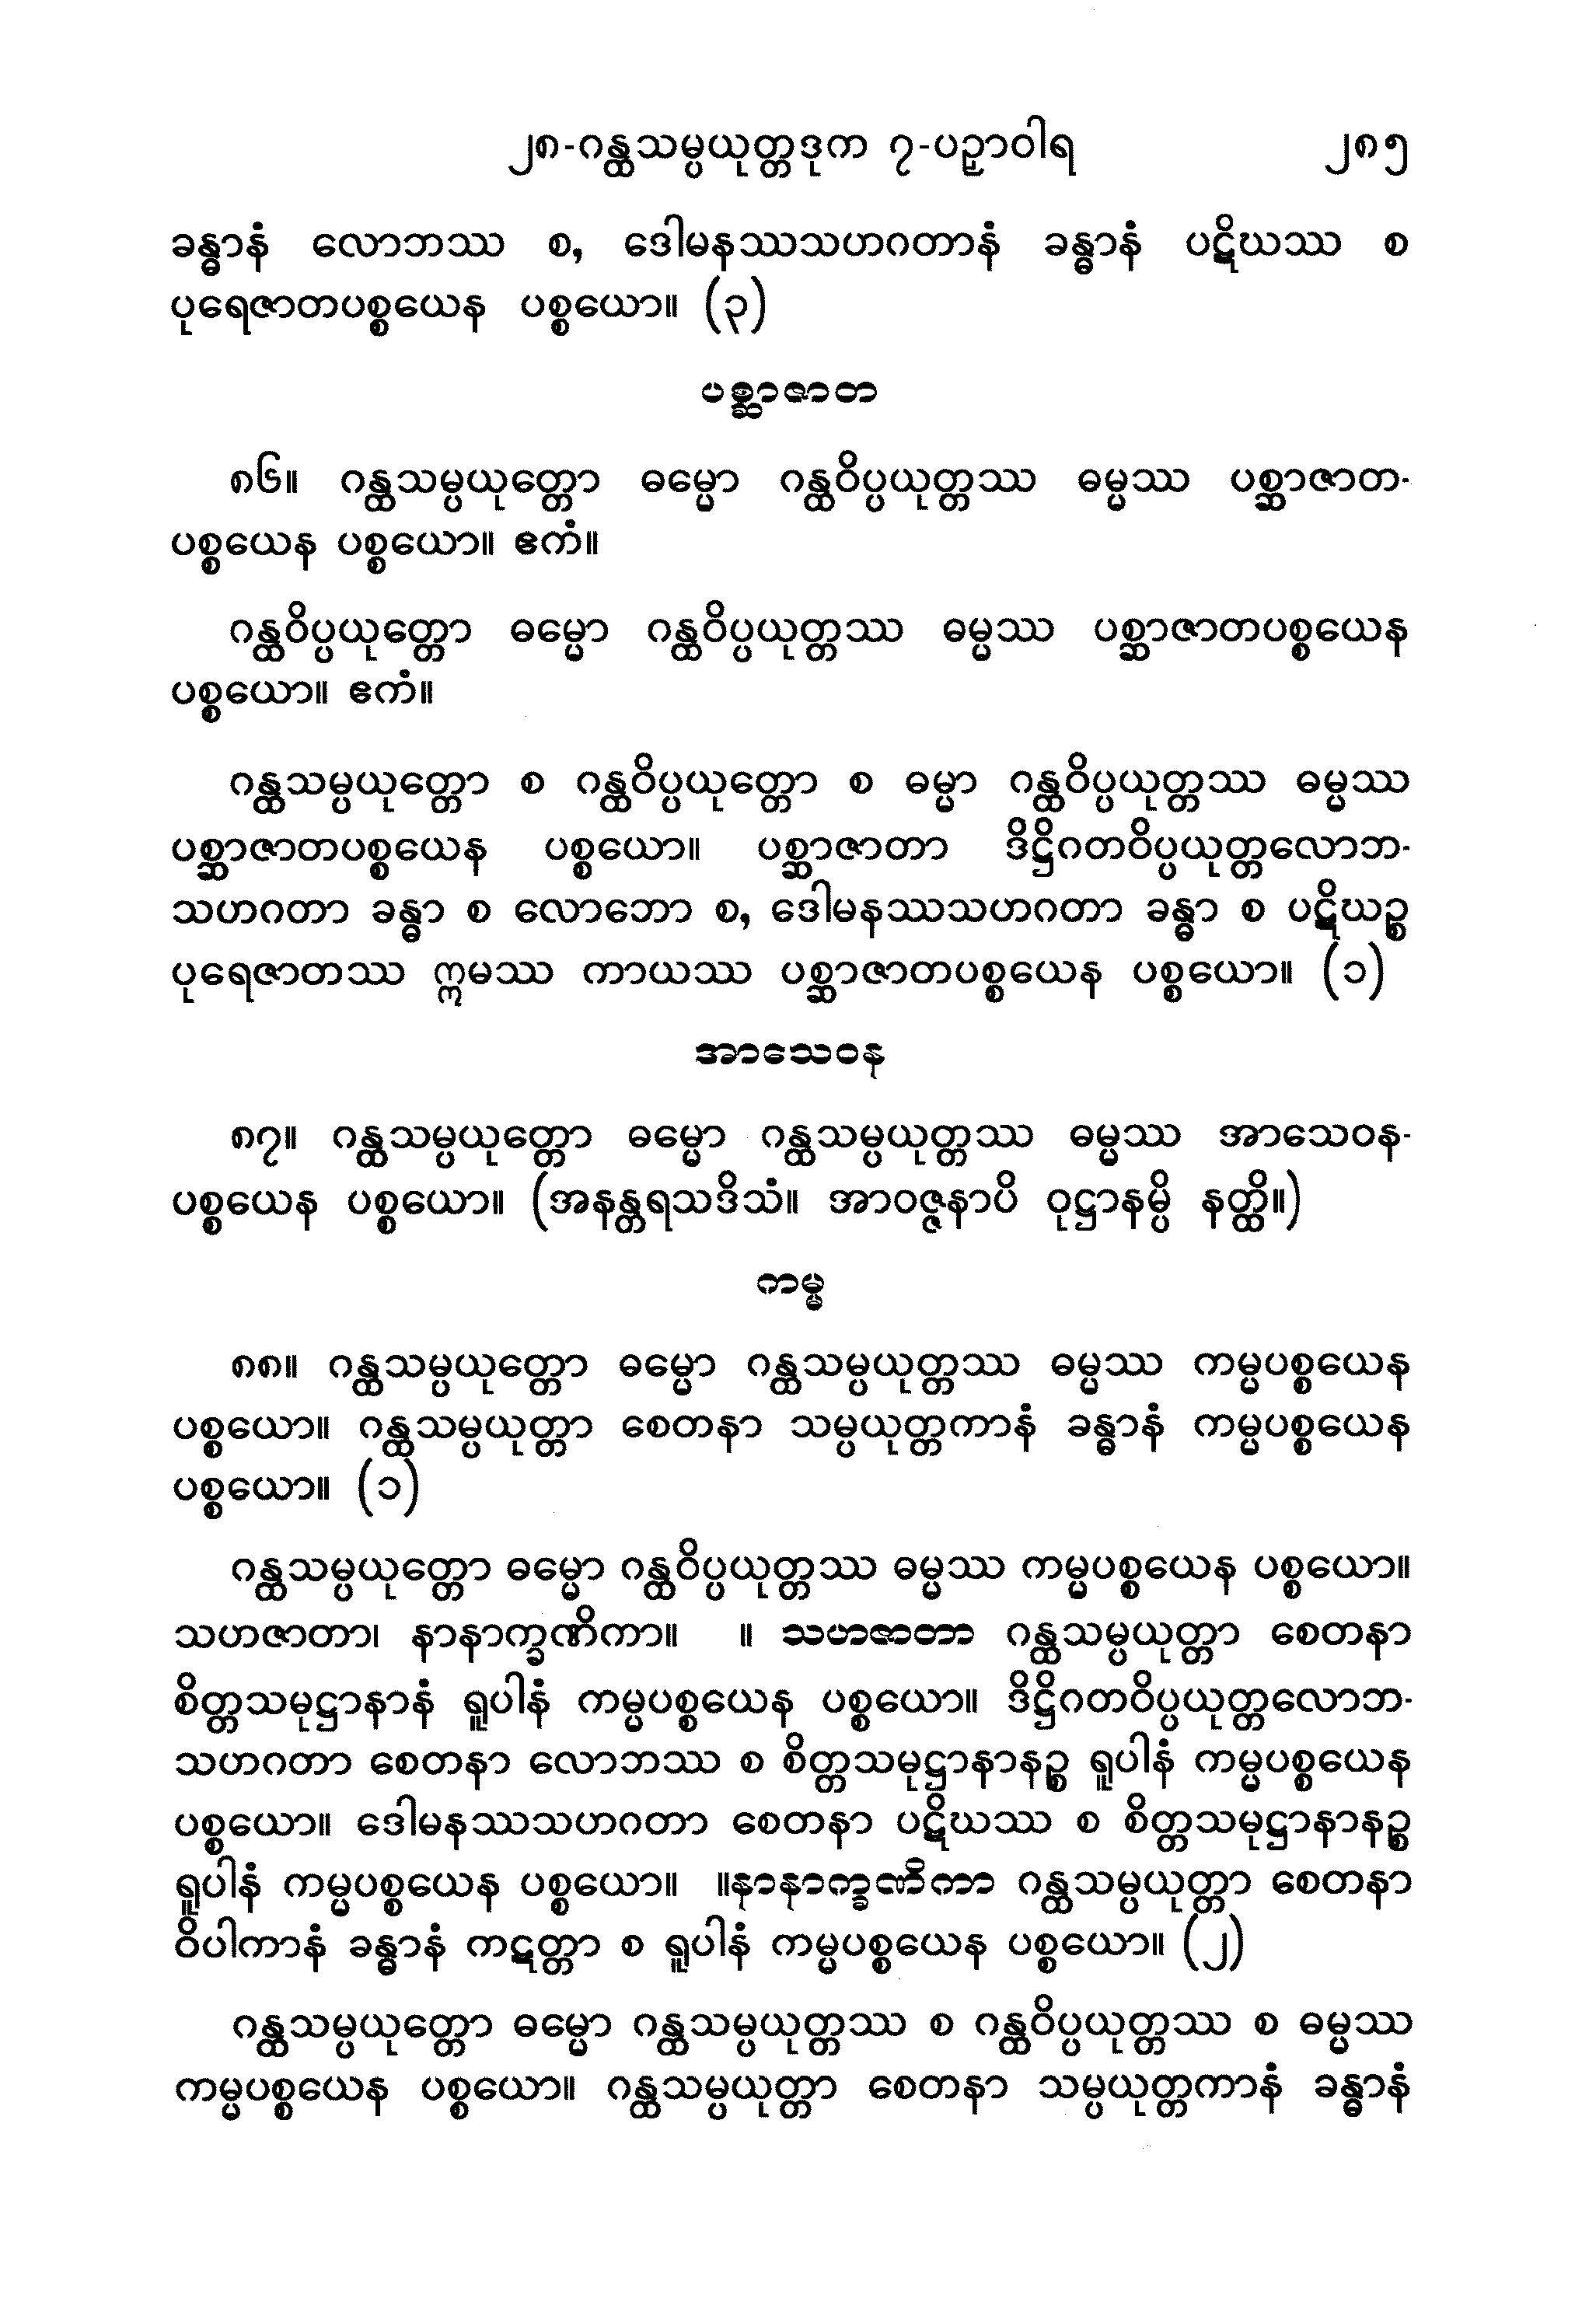 ၂၈-ဂန္ထသမ္ပယုတ္တဒုက ၇-ပဉှာဝါရ ၂၈၅
ခန္ဓာနံ လောဘဿ စ, ဒေါမနဿသဟဂတာနံ ခန္ဓာနံ ပဋိဃဿ စ
ပုရေဇာတပစ္စယေန ပစ္စယော။ (၃)
ပစ္ဆာဇာတ
၈၆။ ဂန္ထသမ္ပယုတ္တော ဓမ္မော ဂန္ထဝိပ္ပယုတ္တဿ ဓမ္မဿ ပစ္ဆာဇာတ-
ပစ္စယေန ပစ္စယော။ ဧကံ။
ဂန္ထဝိပ္ပယုတ္တော ဓမ္မော ဂန္ထဝိပ္ပယုတ္တဿ ဓမ္မဿ ပစ္ဆာဇာတပစ္စယေန
ပစ္စယော။ ဧကံ။
ဂန္ထသမ္ပယုတ္တော စ ဂန္ထဝိပ္ပယုတ္တော စ ဓမ္မာ ဂန္ထဝိပ္ပယုတ္တဿ ဓမ္မဿ
ပစ္ဆာဇာတပစ္စယေန ပစ္စယော။ ပစ္ဆာဇာတာ ဒိဋ္ဌိဂတဝိပ္ပယုတ္တလောဘ-
သဟဂတာ ခန္ဓာ စ လောဘော စ, ဒေါမနဿသဟဂတာ ခန္ဓာ စ ပဋိဃဉ္စ
ပုရေဇာတဿ ဣမဿ ကာယဿ ပစ္ဆာဇာတပစ္စယေန ပစ္စယော။ (၁)
အာသေဝန
၈၇။ ဂန္ထသမ္ပယုတ္တော ဓမ္မော ဂန္ထသမ္ပယုတ္တဿ ဓမ္မဿ အာသေဝန-
ပစ္စယေန ပစ္စယော။ (အနန္တရသဒိသံ။ အာဝဇ္ဇနာပိ ဝုဋ္ဌာနမ္ပိ နတ္ထိ။)
ကမ္မ
၈၈။ ဂန္ထသမ္ပယုတ္တော ဓမ္မော ဂန္ထသမ္ပယုတ္တဿ ဓမ္မဿ ကမ္မပစ္စယေန
ပစ္စယော။ ဂန္ထသမ္ပယုတ္တာ စေတနာ သမ္ပယုတ္တကာနံ ခန္ဓာနံ ကမ္မပစ္စယေန
ပစ္စယော။ (၁)
ဂန္ထသမ္ပယုတ္တော ဓမ္မော ဂန္ထဝိပ္ပယုတ္တဿ ဓမ္မဿ ကမ္မပစ္စယေန ပစ္စယော။
သဟဇာတာ၊ နာနာက္ခဏိကာ။ ။ သဟဇာတာ ဂန္ထသမ္ပယုတ္တာ စေတနာ
စိတ္တသမုဋ္ဌာနာနံ ရူပါနံ ကမ္မပစ္စယေန ပစ္စယော။ ဒိဋ္ဌိဂတဝိပ္ပယုတ္တလောဘ-
သဟဂတာ စေတနာ လောဘဿ စ စိတ္တသမုဋ္ဌာနာနဉ္စ ရူပါနံ ကမ္မပစ္စယေန
ပစ္စယော။ ဒေါမနဿသဟဂတာ စေတနာ ပဋိဃဿ စ စိတ္တသမုဋ္ဌာနာနဉ္စ
ရူပါနံ ကမ္မပစ္စယေန ပစ္စယော။ ။နာနာက္ခဏိကာ ဂန္ထသမ္ပယုတ္တာ စေတနာ
ဝိပါကာနံ ခန္ဓာနံ ကဋတ္တာ စ ရူပါနံ ကမ္မပစ္စယေန ပစ္စယော။ (၂)
ဂန္ထသမ္ပယုတ္တော ဓမ္မော ဂန္ထသမ္ပယုတ္တဿ စ ဂန္ထဝိပ္ပယုတ္တဿ စ ဓမ္မဿ
ကမ္မပစ္စယေန ပစ္စယော။ ဂန္ထသမ္ပယုတ္တာ စေတနာ သမ္ပယုတ္တကာနံ ခန္ဓာနံ